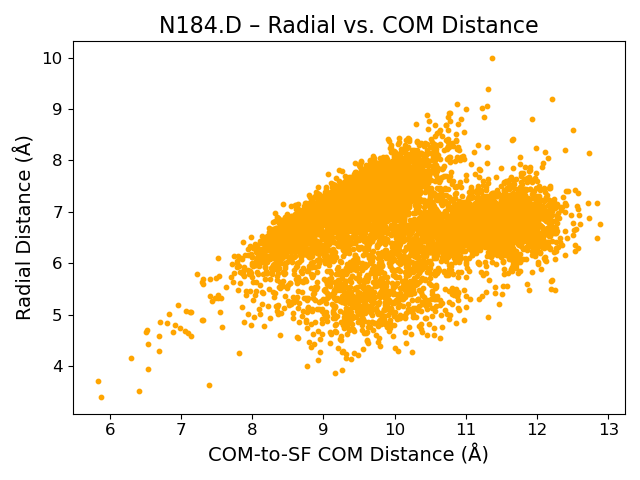 N184.D – Radial vs. COM Distance
Radial Distance (Å)
10
9
8
7
6
5
4
6 7 8 9 10 11 12 13
COM-to-SF COM Distance (Å)